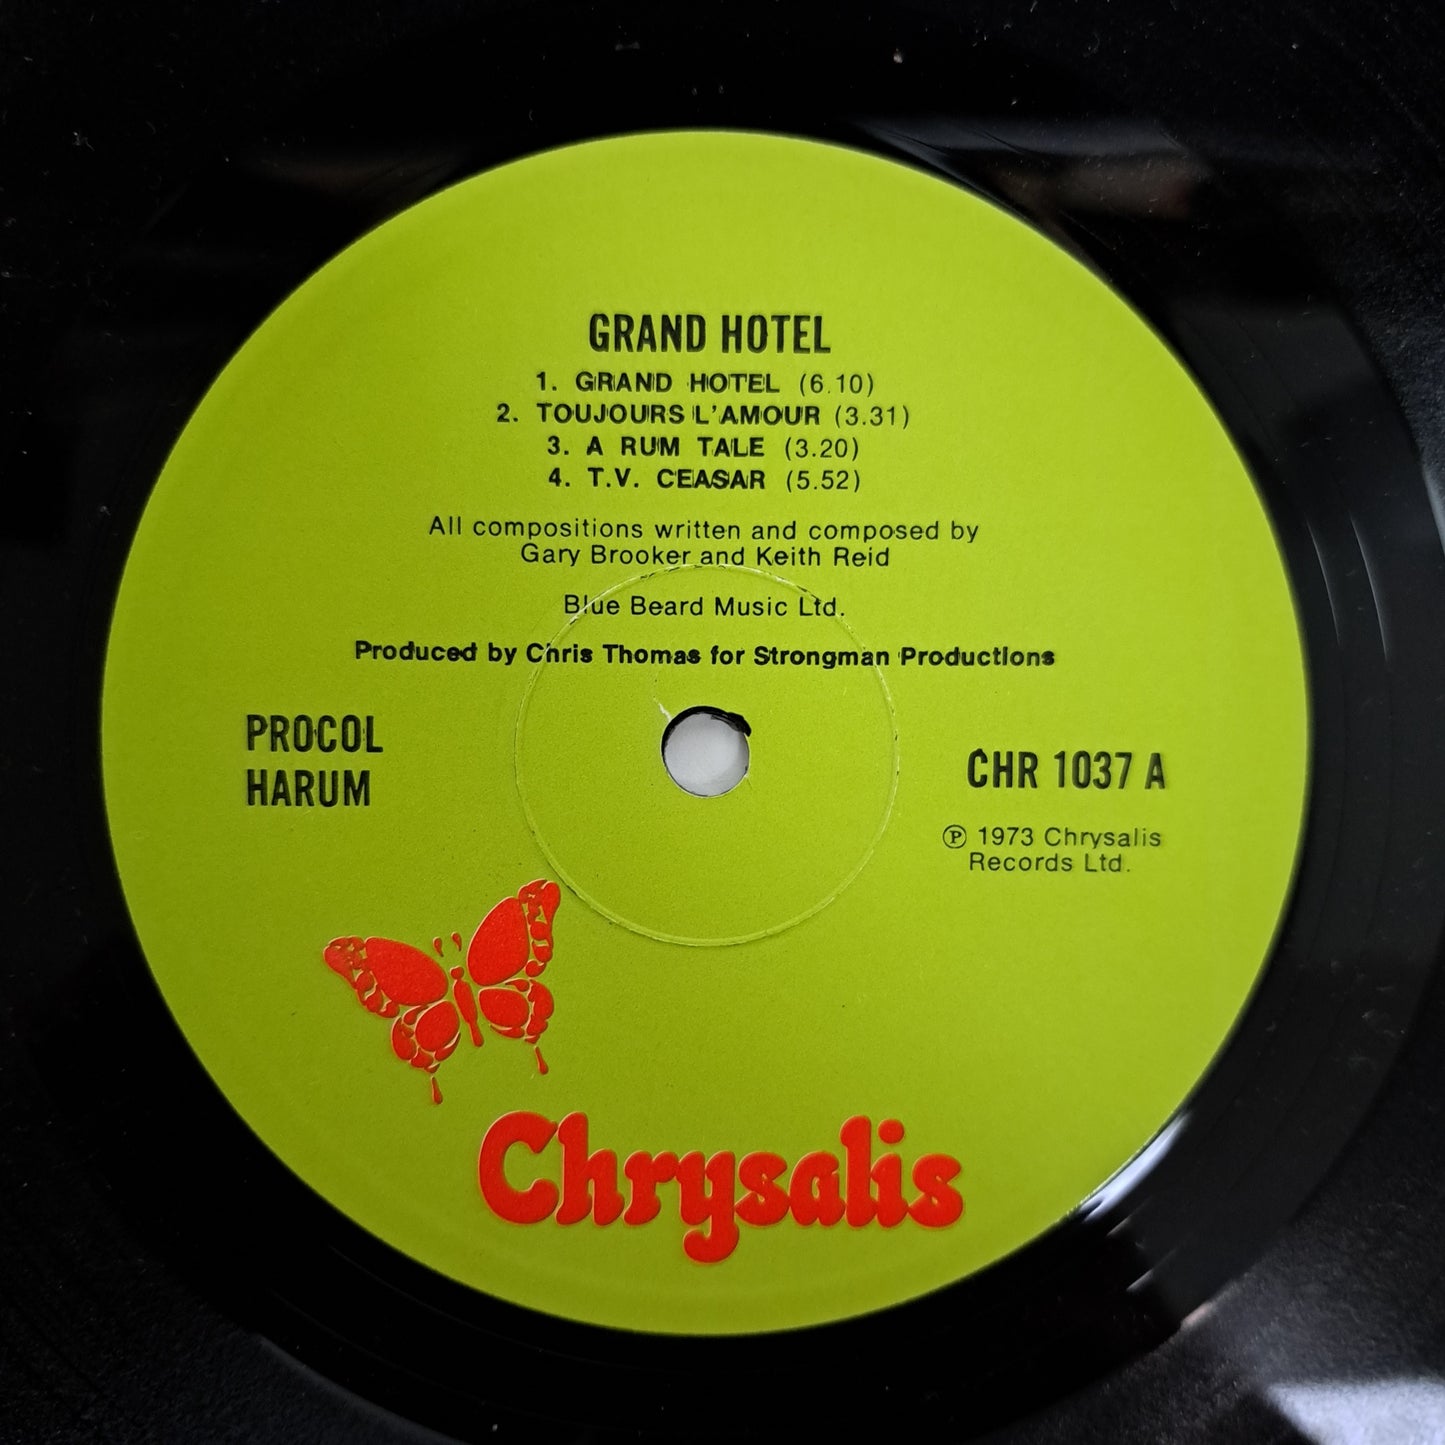 GRAND HOTEL
1. GRAND HOTEL (6.10)
2. TOUJOURS L'AMOUR (3.31)
3. A RUM TALE (3.20)
4. T.V. CEASAR (5.52)
All compositions written and composed by
Gary Brooker and Keith Reid
Blue Beard Music Ltd.
Produced by Chris Thomas for Strongman Productions
PROCOL
HARUM
CHR 1037 A
℗ 1973 Chrysalis
Records Ltd.
Chrysalis